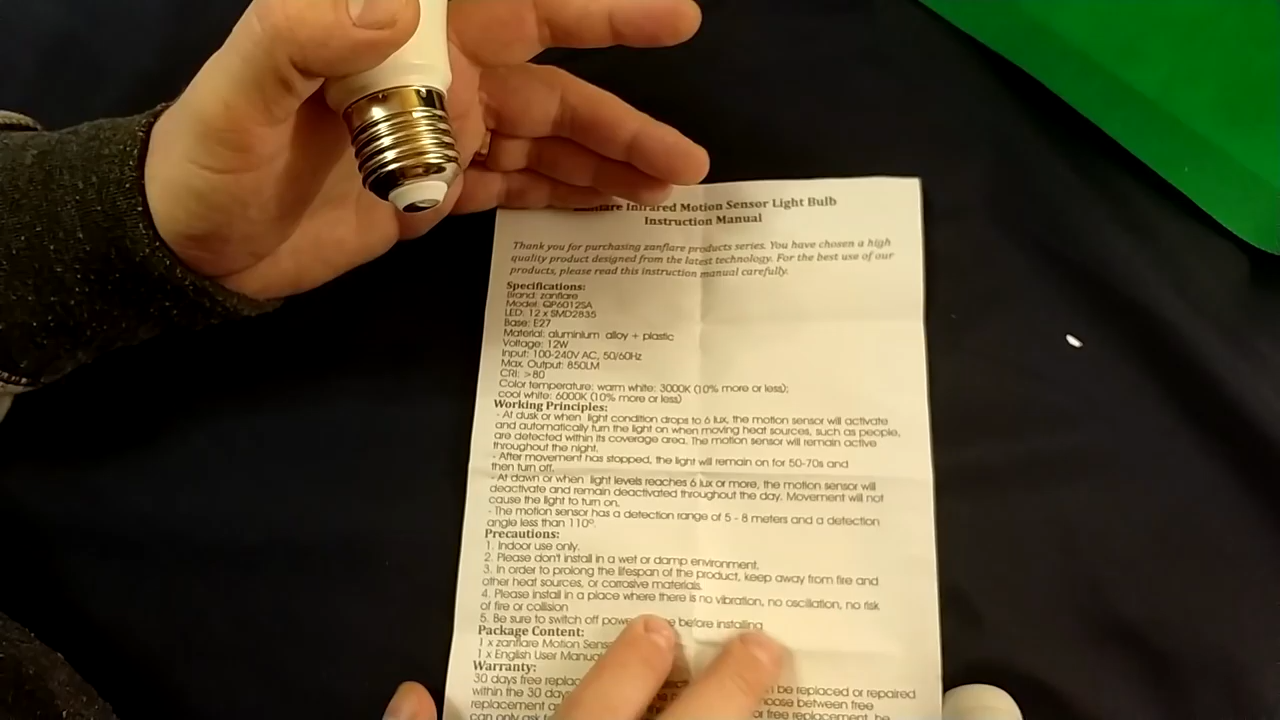 Infrared Motion Sensor Light Bulb
Instruction Manual
Thank you for purchasing zanflare products series. You have chosen a high
quality product designed from the latest technology. For the best use of our
products, please read this instruction manual carefully.
Specifications:
Brand: zanflare
Model: QP6012SA
LED: 12 x SMD2835
Base: E27
Material: aluminium alloy + plastic
Voltage: 12W
Input: 100-240V AC, 50/60Hz
Max. Output: 850LM
CRI: >80
Color temperature: warm white: 3000K (10% more or less);
cool white: 6000K (10% more or less)
Working Principles:
- At dusk or when light condition drops to 6 lux, the motion sensor will activate
and automatically turn the light on when moving heat sources, such as people,
are detected within its coverage area. The motion sensor will remain active
throughout the night.
- After movement has stopped, the light will remain on for 50-70s and
then turn off.
- At dawn or when light levels reaches 6 lux or more, the motion sensor will
deactivate and remain deactivated throughout the day. Movement will not
cause the light to turn on.
- The motion sensor has a detection range of 5 - 8 meters and a detection
angle less than 110º.
Precautions:
1. Indoor use only.
2. Please don't install in a wet or damp environment.
3. In order to prolong the lifespan of the product, keep away from fire and
other heat sources, or corrosive materials.
4. Please install in a place where there is no vibration, no oscillation, no risk
of fire or collision
5. Be sure to switch off before installing
Package Content:
1 x zanflare Motion
1 x English User Manual
Warranty:
30 days free be replaced or repaired
within the 30 between free
replacement or free replacement, be
can only ask